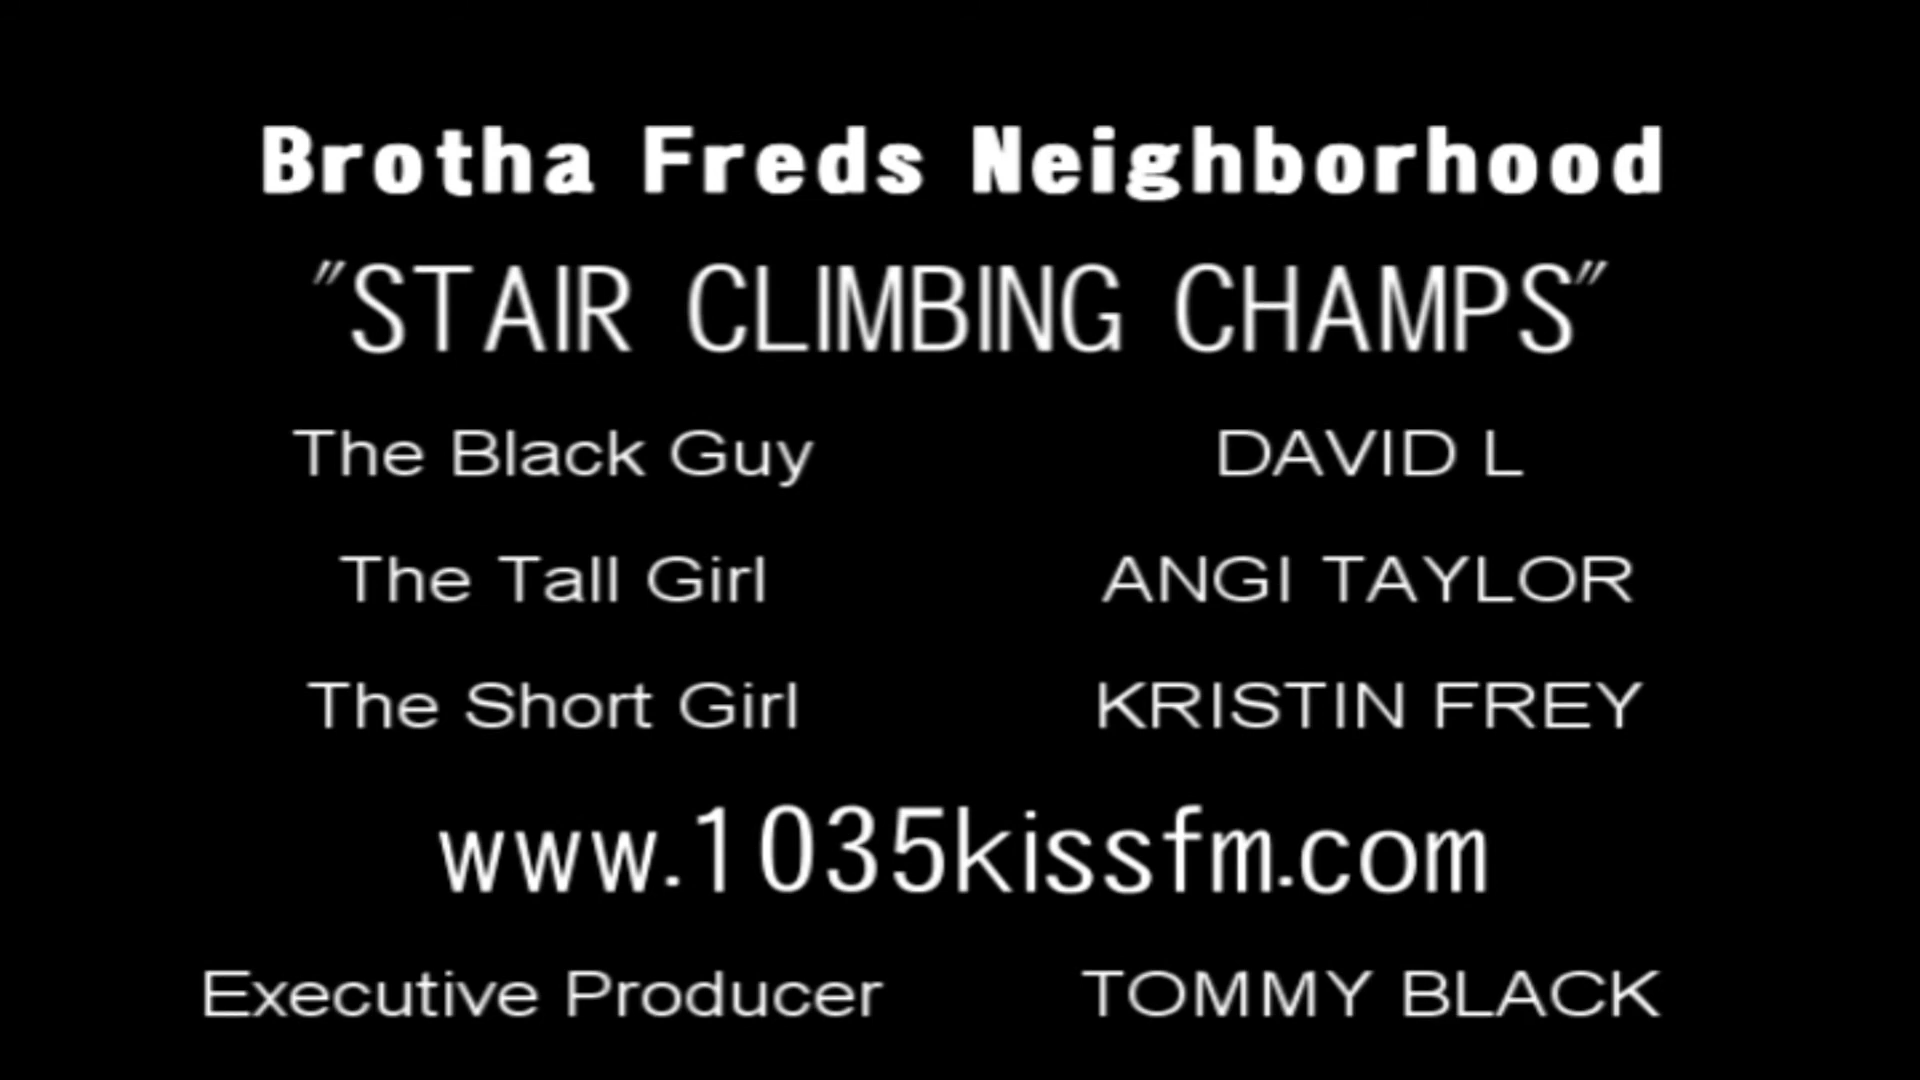 Brotha Freds Neighborhood
"STAIR CLIMBING CHAMPS"
The Black Guy DAVID L
The Tall Girl ANGI TAYLOR
The Short Girl KRISTIN FREY
www.1035kissfm.com
Executive Producer TOMMY BLACK